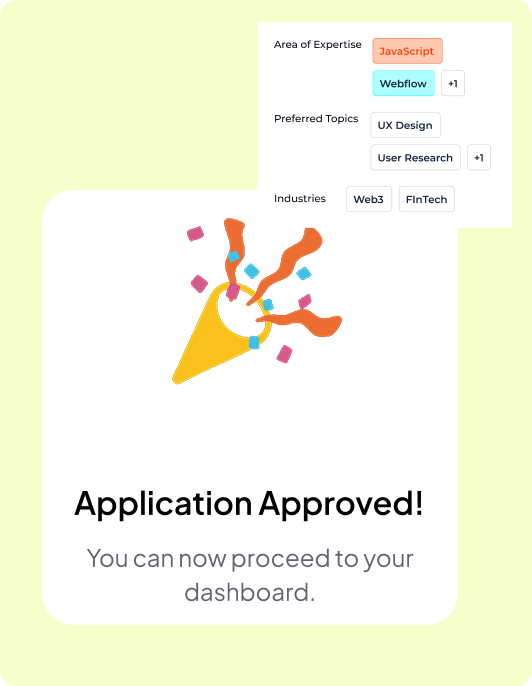 Area of Expertise JavaScript
Webflow +1
Preferred Topics UX Design
User Research +1
Industries Web3 FInTech
Application Approved!
You can now proceed to your
dashboard.